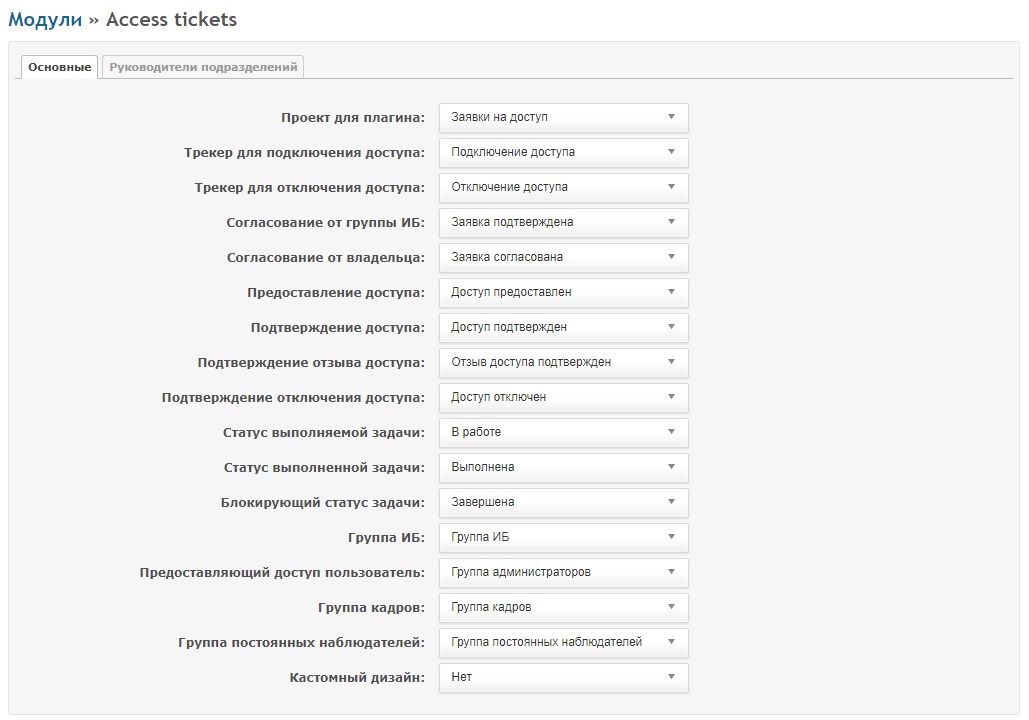 Модули » Access tickets
Основные Руководители подразделений
Проект для плагина: Заявки на доступ
Трекер для подключения доступа: Подключение доступа
Трекер для отключения доступа: Отключение доступа
Согласование от группы ИБ: Заявка подтверждена
Согласование от владельца: Заявка согласована
Предоставление доступа: Доступ предоставлен
Подтверждение доступа: Доступ подтвержден
Подтверждение отзыва доступа: Отзыв доступа подтвержден
Подтверждение отключения доступа: Доступ отключен
Статус выполняемой задачи: В работе
Статус выполненной задачи: Выполнена
Блокирующий статус задачи: Завершена
Группа ИБ: Группа ИБ
Предоставляющий доступ пользователь: Группа администраторов
Группа кадров: Группа кадров
Группа постоянных наблюдателей: Группа постоянных наблюдателей
Кастомный дизайн: Нет